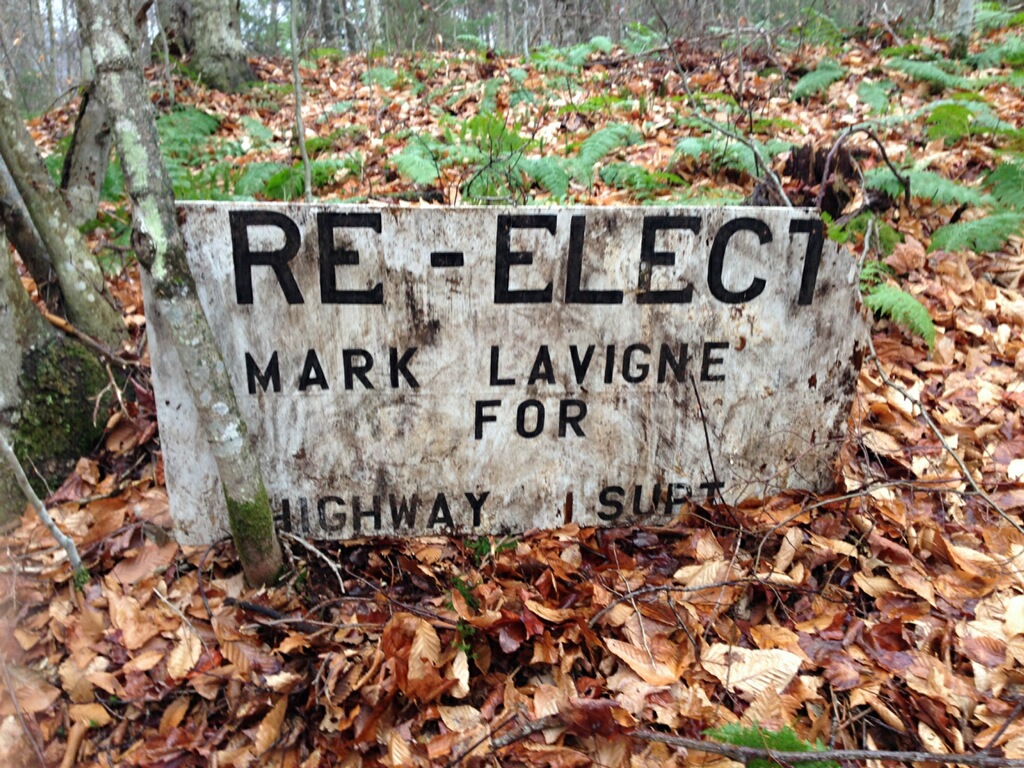 RE-ELECT
MARK LAVIGNE
FOR
HIGHWAY SUPT